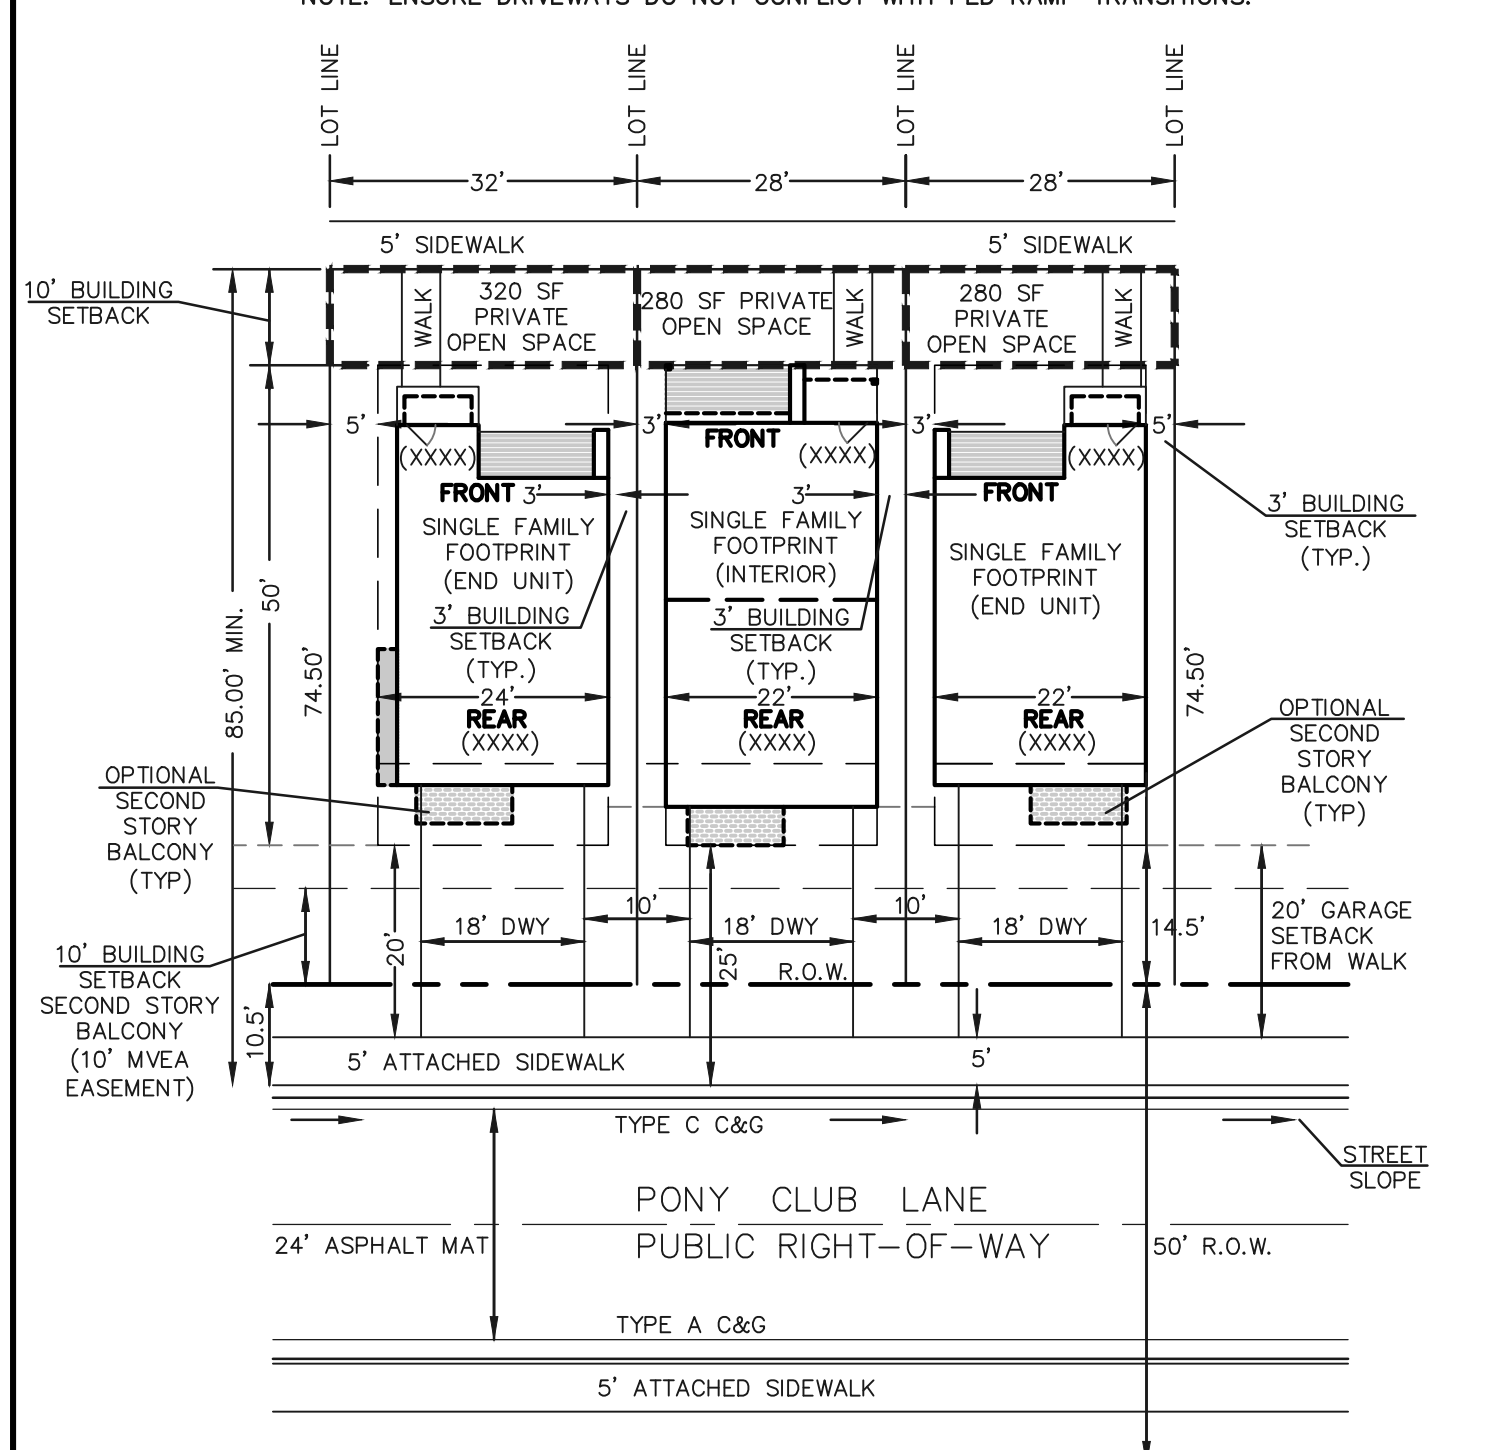 NOTE: ENSURE DRIVEWAYS DO NOT CONFLICT WITH PED RAMP TRANSITIONS.
LOT LINE
LOT LINE
LOT LINE
LOT LINE
32'
28'
28'
5' SIDEWALK
5' SIDEWALK
10' BUILDING
SETBACK
WALK
320 SF
PRIVATE
OPEN SPACE
280 SF PRIVATE
OPEN SPACE
WALK
280 SF
PRIVATE
OPEN SPACE
WALK
5'
3'
3'
5'
(XXXX)
FRONT
3'
SINGLE FAMILY
FOOTPRINT
(END UNIT)
3' BUILDING
SETBACK
(TYP.)
24'
REAR
(XXXX)
FRONT
(XXXX)
3'
SINGLE FAMILY
FOOTPRINT
(INTERIOR)
3' BUILDING
SETBACK
(TYP.)
22'
REAR
(XXXX)
(XXXX)
FRONT
SINGLE FAMILY
FOOTPRINT
(END UNIT)
22'
REAR
(XXXX)
3' BUILDING
SETBACK
(TYP.)
85.00' MIN.
50'
74.50'
74.50'
OPTIONAL
SECOND
STORY
BALCONY
(TYP)
OPTIONAL
SECOND
STORY
BALCONY
(TYP)
10' BUILDING
SETBACK
SECOND STORY
BALCONY
(10' MVEA
EASEMENT)
10.5'
20'
18' DWY
10'
18' DWY
25'
R.O.W.
10'
18' DWY
14.5'
20' GARAGE
SETBACK
FROM WALK
5' ATTACHED SIDEWALK
5'
TYPE C C&G
STREET
SLOPE
PONY CLUB LANE
24' ASPHALT MAT
PUBLIC RIGHT-OF-WAY
50' R.O.W.
TYPE A C&G
5' ATTACHED SIDEWALK